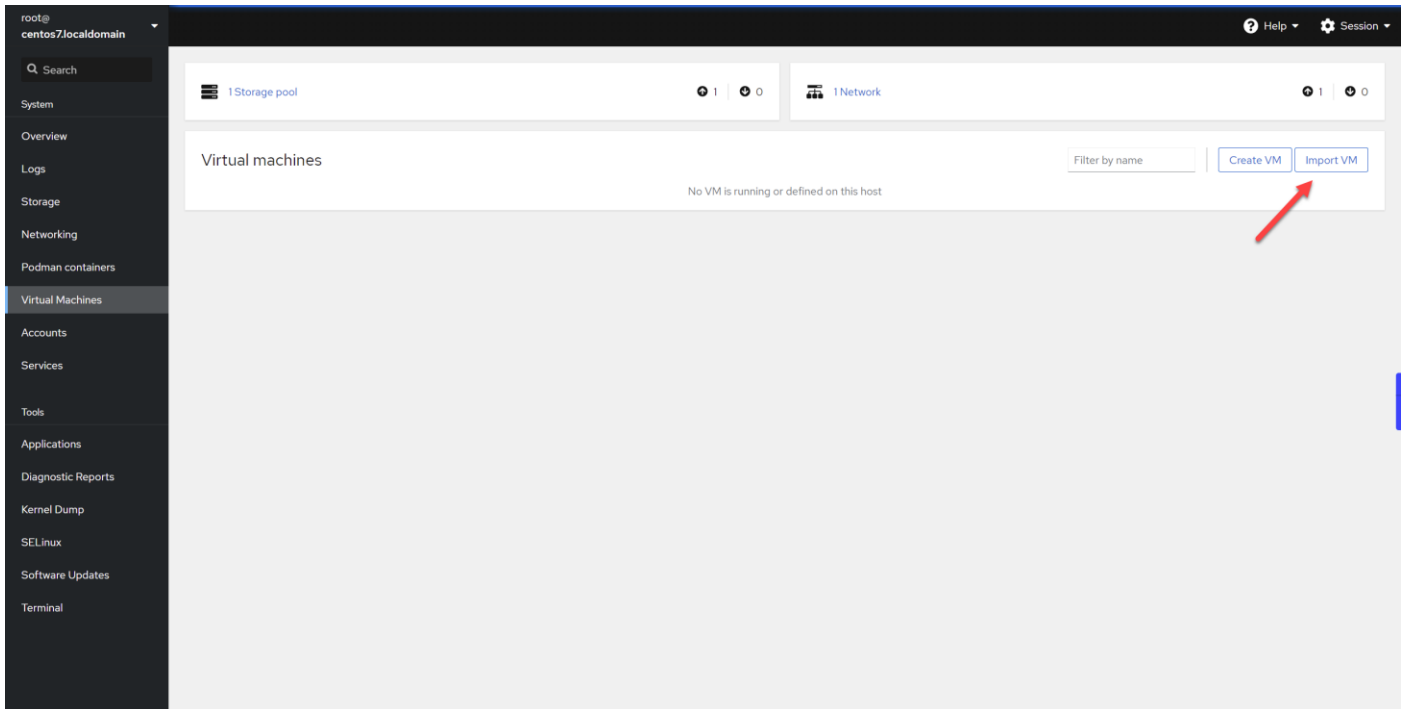 root@
centos7.localdomain
Help
Session
Search
System
Overview
Logs
Storage
Networking
Podman containers
Virtual Machines
Accounts
Services
Tools
Applications
Diagnostic Reports
Kernel Dump
SELinux
Software Updates
Terminal
1 Storage pool 1 0
1 Network 1 0
Virtual machines
Filter by name
Create VM
Import VM
No VM is running or defined on this host